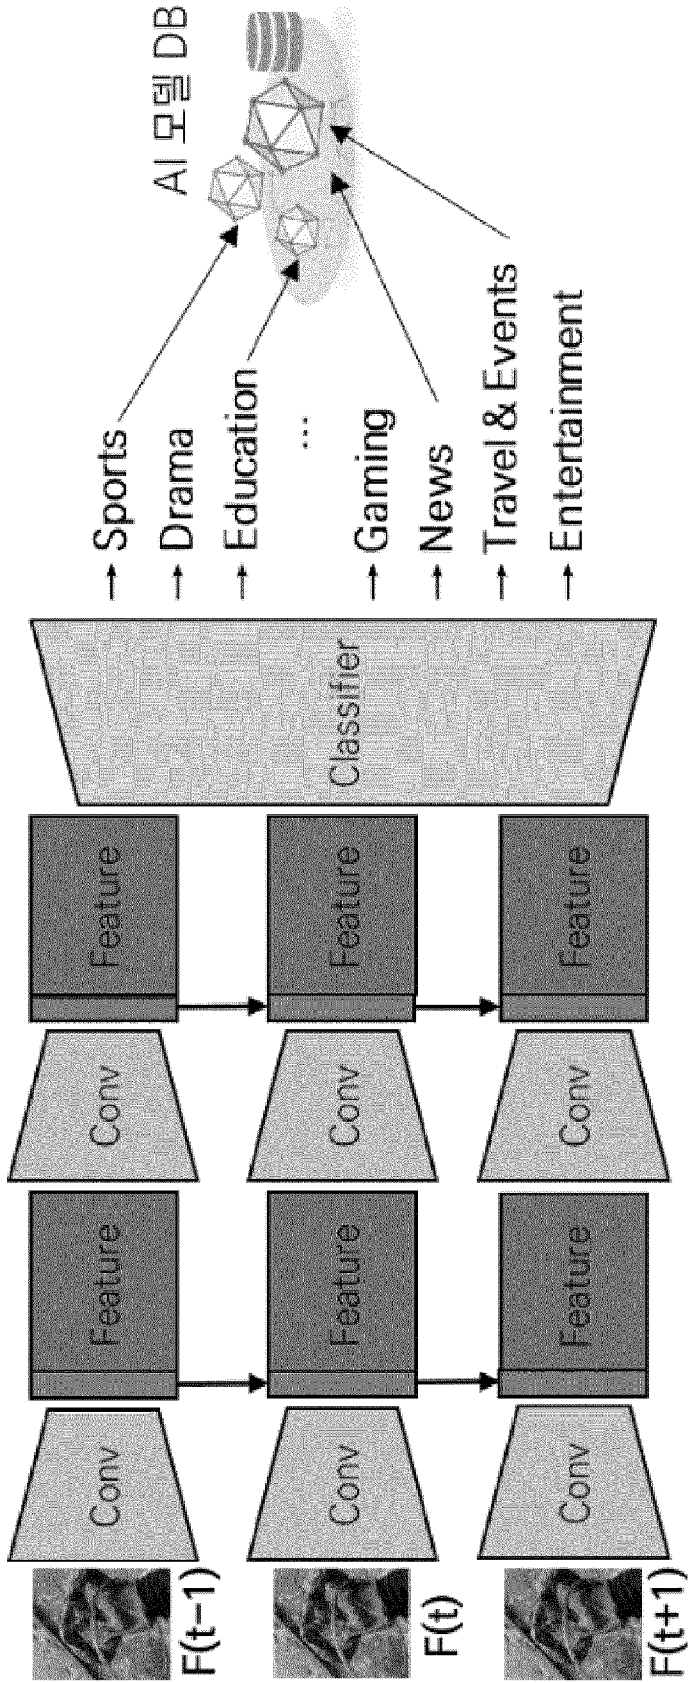 F(t-1)
Conv
Feature
Conv
Feature
F(t)
Conv
Feature
Conv
Feature
F(t+1)
Conv
Feature
Conv
Feature
Classifier
Sports
Drama
Education
...
Gaming
News
Travel & Events
Entertainment
AI 모델 DB